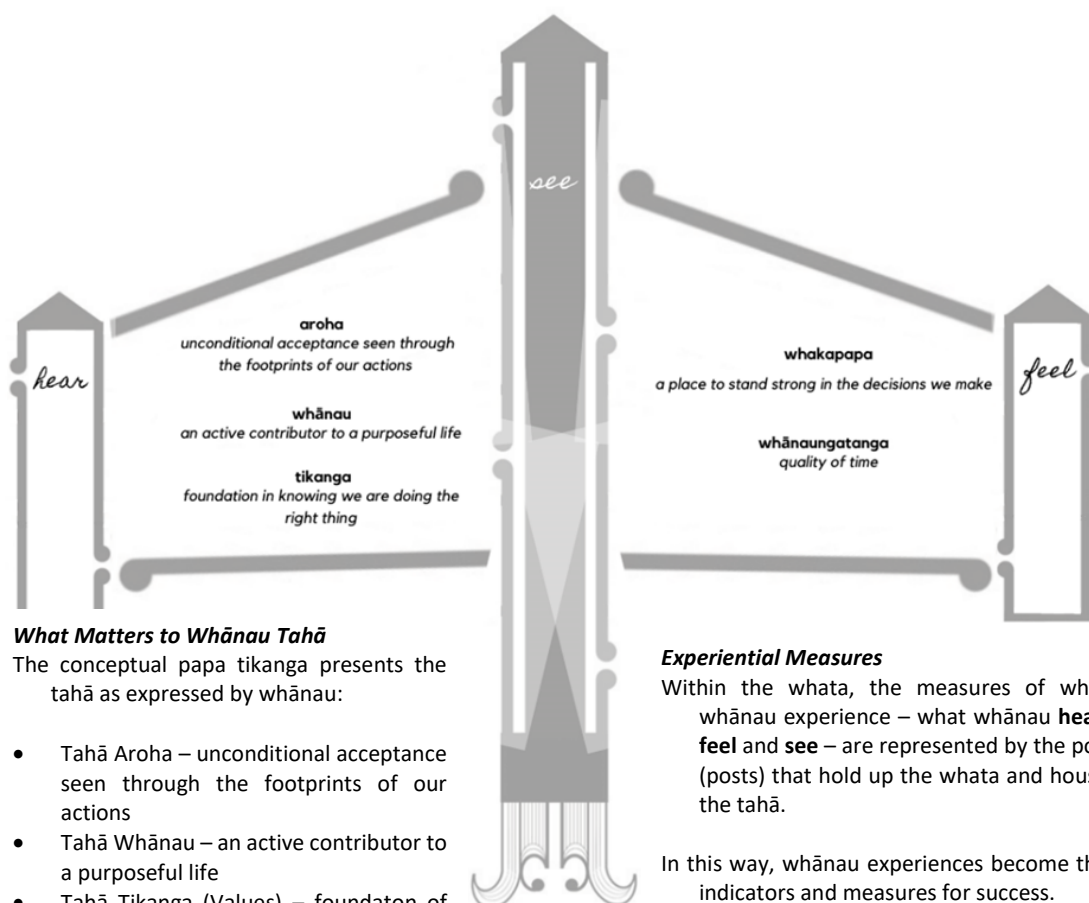 see
hear
aroha
unconditional acceptance seen through
the footprints of our actions
whānau
an active contributor to a purposeful life
tikanga
foundation in knowing we are doing the
right thing
whakapapa
a place to stand strong in the decisions we make
whānaungatanga
quality of time
feel
What Matters to Whānau Tahā
The conceptual papa tikanga presents the
tahā as expressed by whānau:
• Tahā Aroha – unconditional acceptance
seen through the footprints of our
actions
• Tahā Whānau – an active contributor to
a purposeful life
• Tahā Tikanga (Values) – foundaton of
Experiential Measures
Within the whata, the measures of
whānau experience – what whānau
feel and see – are represented by the
(posts) that hold up the whata and
the tahā.
In this way, whānau experiences become
indicators and measures for success.